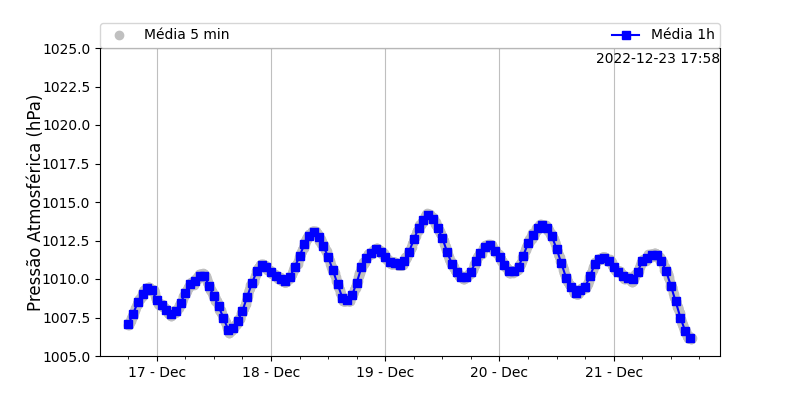 Média 5 min
Média 1h
2022-12-23 17:58
Pressão Atmosférica (hPa)
1025.0
1022.5
1020.0
1017.5
1015.0
1012.5
1010.0
1007.5
1005.0
17 - Dec
18 - Dec
19 - Dec
20 - Dec
21 - Dec